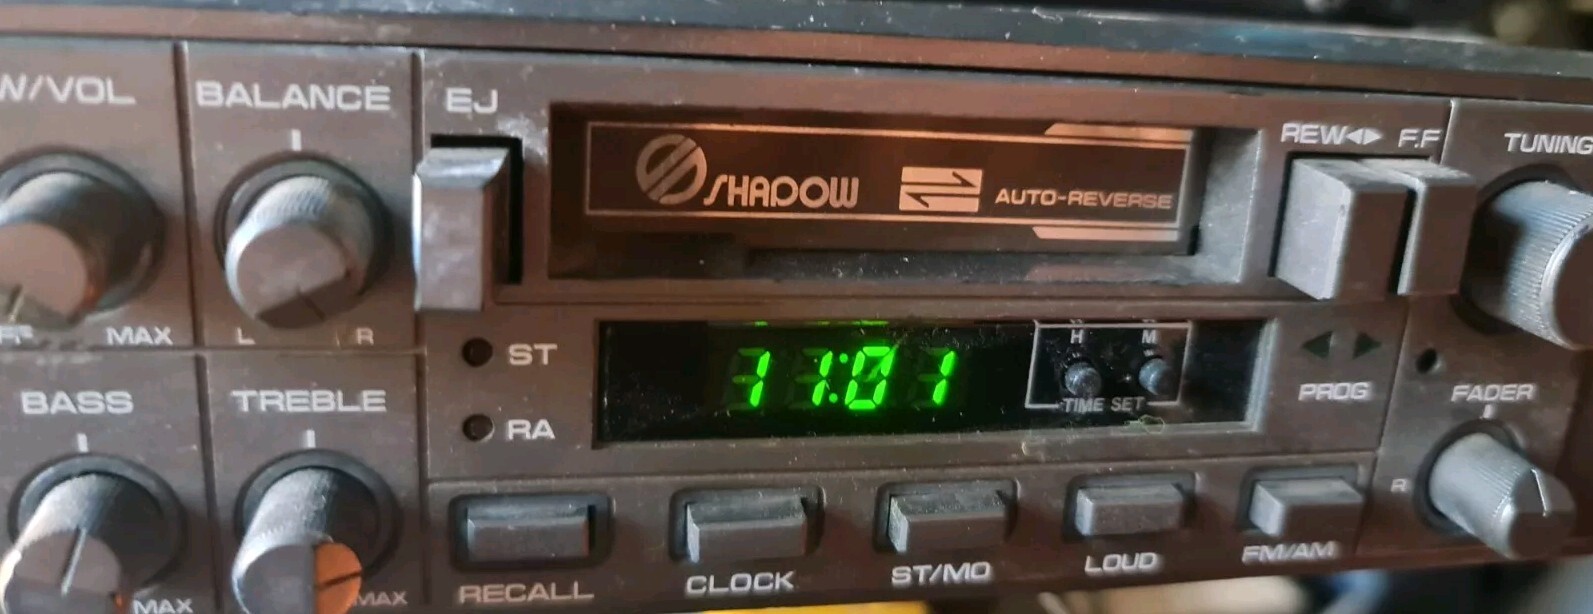 W/VOL
BALANCE
EJ
REW F.F
TUNING
SHADOW
AUTO-REVERSE
MAX
L R
ST
11:01
H M
TIME SET
PROG
BASS
TREBLE
RA
FADER
R
RECALL
CLOCK
ST/MO
LOUD
FM/AM
MAX
MAX